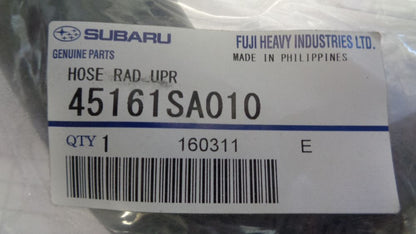 SUBARU FUJI HEAVY INDUSTRIES LTD.
GENUINE PARTS MADE IN PHILIPPINES
HOSE RAD UPR
45161SA010
QTY 1 160311 E